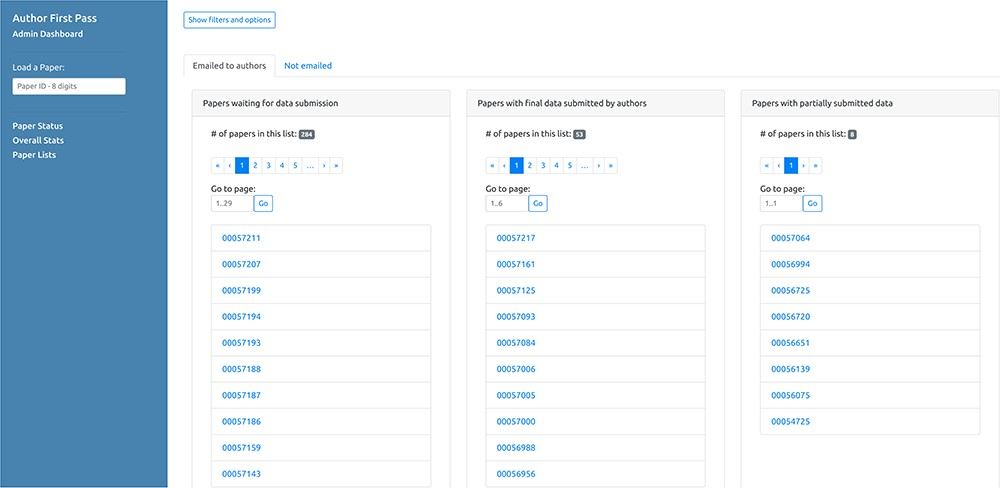 Author First Pass
Admin Dashboard
Load a Paper:
Paper ID - 8 digits
Paper Status
Overall Stats
Paper Lists
Show filters and options
Emailed to authors
Not emailed
Papers waiting for data submission
# of papers in this list: 284
« ‹ 1 2 3 4 5 ... › »
Go to page:
1..29 Go
00057211
00057207
00057199
00057194
00057193
00057188
00057187
00057186
00057159
00057143
Papers with final data submitted by authors
# of papers in this list: 53
« ‹ 1 2 3 4 5 ... › »
Go to page:
1..6 Go
00057217
00057161
00057125
00057093
00057084
00057006
00057005
00057000
00056988
00056956
Papers with partially submitted data
# of papers in this list: 8
« ‹ 1 › »
Go to page:
1..1 Go
00057064
00056994
00056725
00056720
00056651
00056139
00056075
00054725